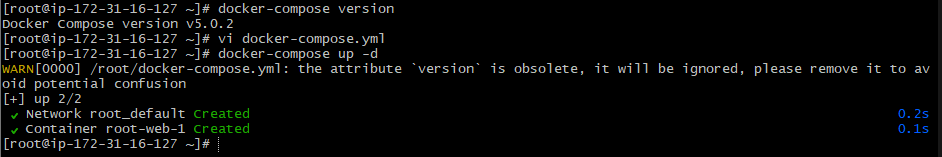 [root@ip-172-31-16-127 ~]# docker-compose version
Docker Compose version v5.0.2
[root@ip-172-31-16-127 ~]# vi docker-compose.yml
[root@ip-172-31-16-127 ~]# docker-compose up -d
WARN[0000] /root/docker-compose.yml: the attribute `version` is obsolete, it will be ignored, please remove it to av
oid potential confusion
[+] up 2/2
✔ Network root_default Created 0.2s
✔ Container root-web-1 Created 0.1s
[root@ip-172-31-16-127 ~]#